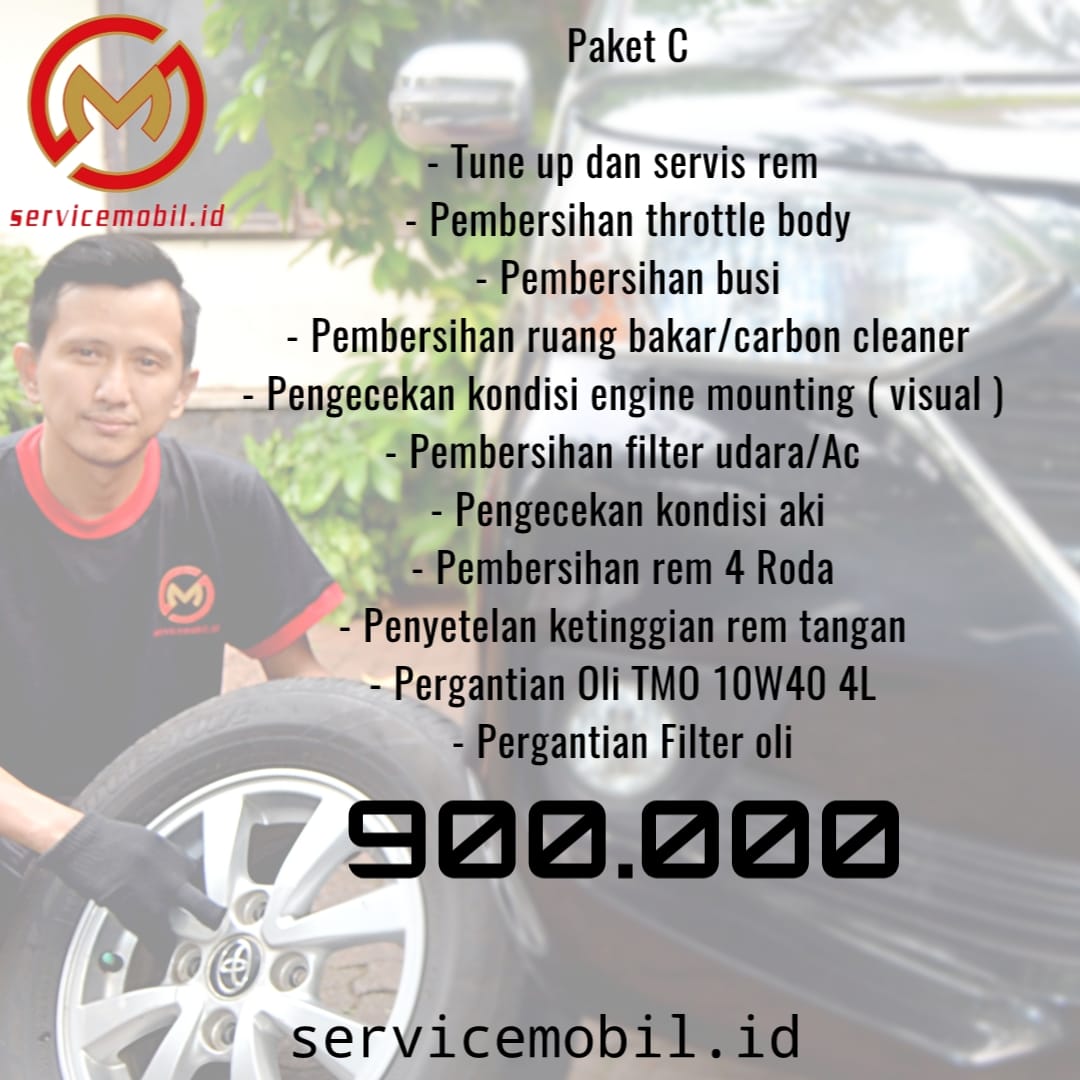 Paket C
servicemobil.id
- Tune up dan servis rem
- Pembersihan throttle body
- Pembersihan busi
- Pembersihan ruang bakar/carbon cleaner
- Pengecekan kondisi engine mounting ( visual )
- Pembersihan filter udara/Ac
- Pengecekan kondisi aki
- Pembersihan rem 4 Roda
- Penyetelan ketinggian rem tangan
- Pergantian Oli TMO 10W40 4L
- Pergantian Filter oli
900.000
servicemobil.id